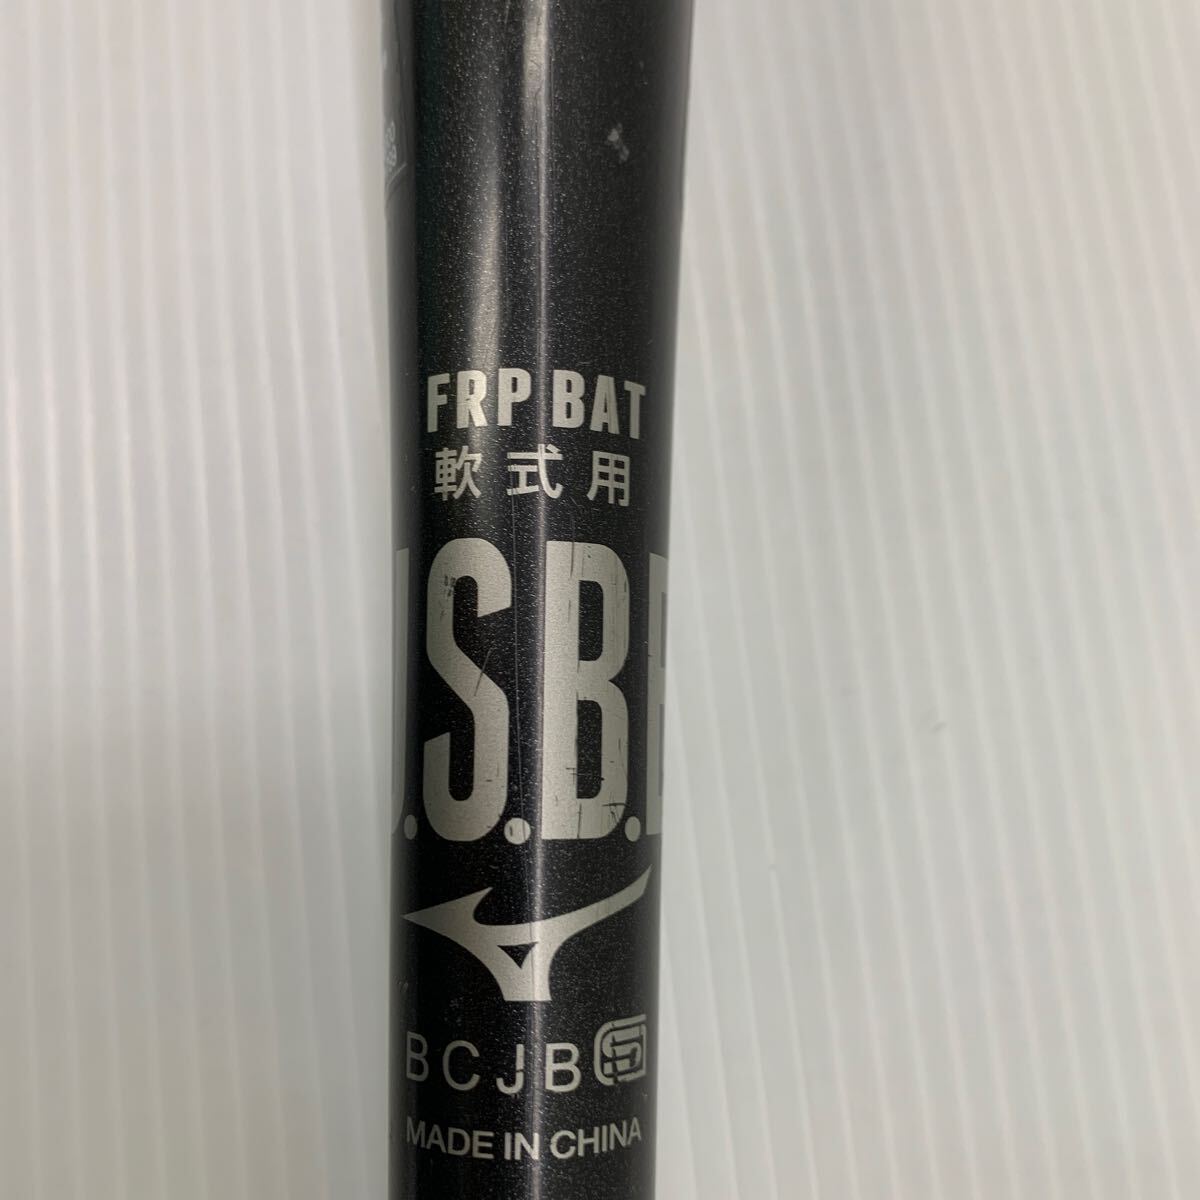 FRP BAT
軟式用
J.S.B.B
BCJB
MADE IN CHINA